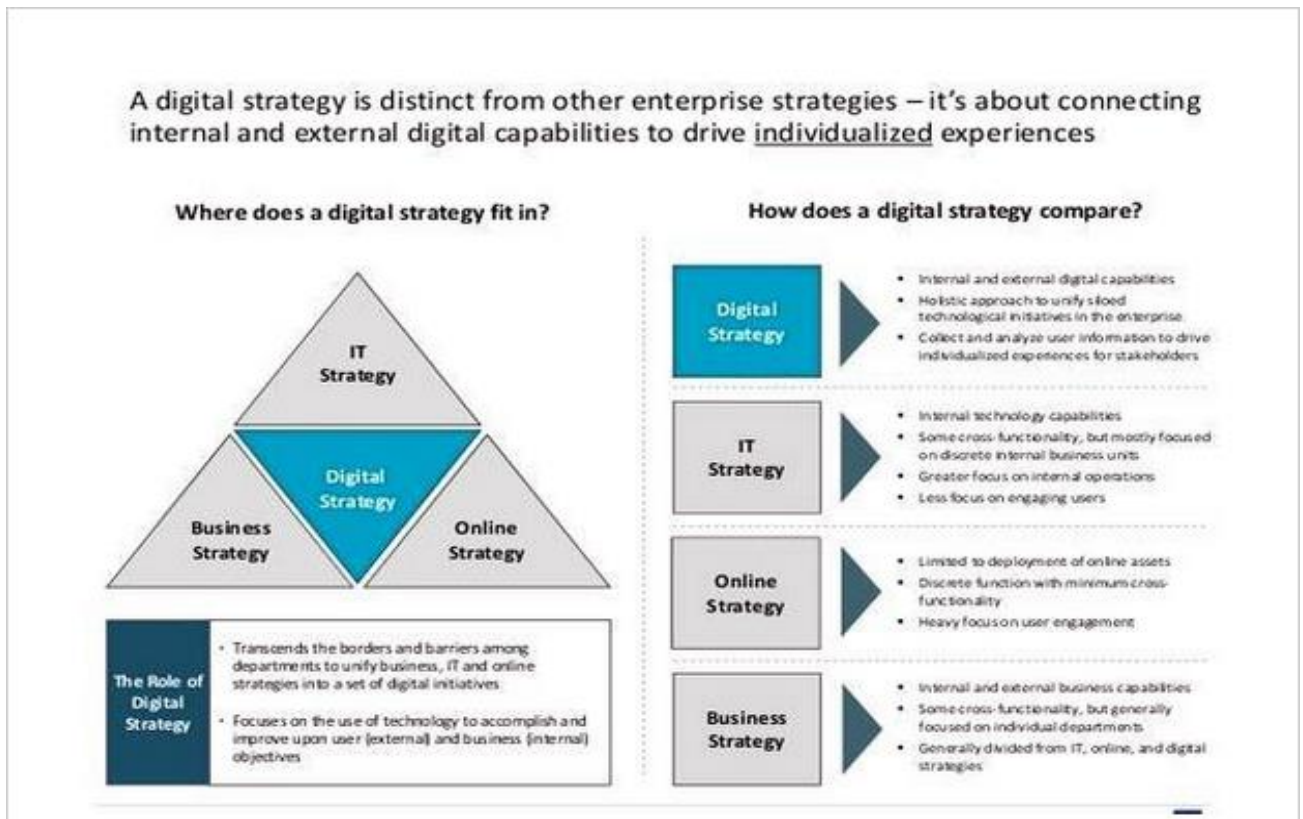 A digital strategy is distinct from other enterprise strategies – it's about connecting
internal and external digital capabilities to drive individualized experiences
Where does a digital strategy fit in?
IT
Strategy
Digital
Strategy
Business
Strategy
Online
Strategy
The Role of
Digital
Strategy
• Transcends the borders and barriers among
departments to unify business, IT and online
strategies into a set of digital initiatives
• Focuses on the use of technology to accomplish and
improve upon user (external) and business (internal)
objectives
How does a digital strategy compare?
Digital
Strategy
▪ Internal and external digital capabilities
▪ Holistic approach to unify siloed
technological initiatives in the enterprise
▪ Collect and analyze user information to drive
individualized experiences for stakeholders
IT
Strategy
▪ Internal technology capabilities
▪ Some cross-functionality, but mostly focused
on discrete internal business units
▪ Greater focus on internal operations
▪ Less focus on engaging users
Online
Strategy
▪ Limited to deployment of online assets
▪ Discrete function with minimum cross-
functionality
▪ Heavy focus on user engagement
Business
Strategy
▪ Internal and external business capabilities
▪ Some cross-functionality, but generally
focused on individual departments
▪ Generally divided from IT, online, and digital
strategies